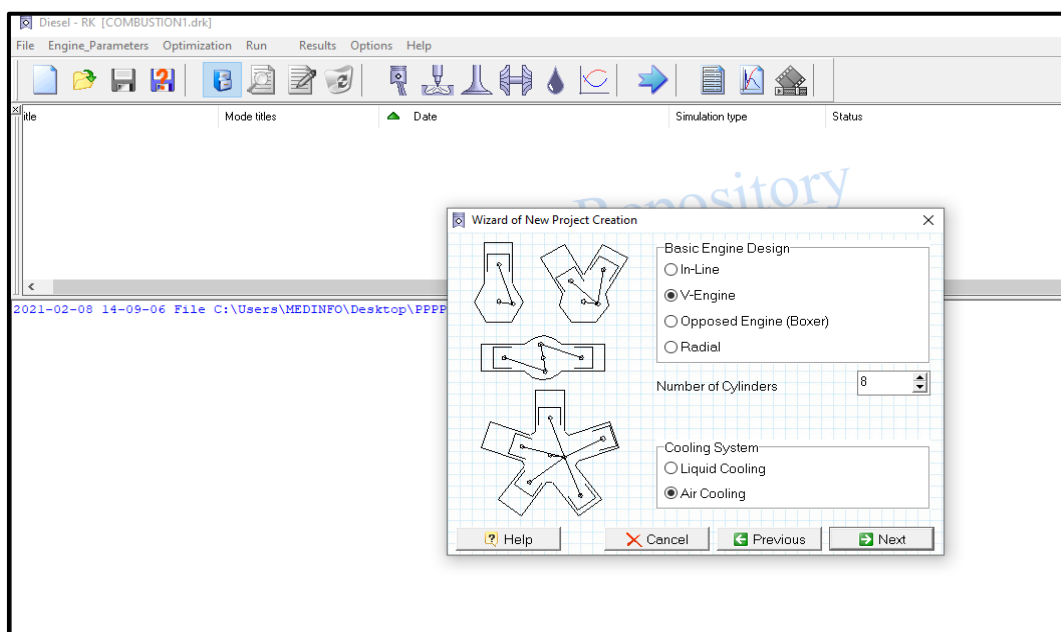 Diesel - RK [COMBUSTION1.drk]
File Engine_Parameters Optimization Run Results Options Help
itle Mode titles Date Simulation type Status
Repository
Wizard of New Project Creation
Basic Engine Design
In-Line
V-Engine
Opposed Engine (Boxer)
Radial
Number of Cylinders 8
Cooling System
Liquid Cooling
Air Cooling
Help Cancel Previous Next
2021-02-08 14-09-06 File C:\Users\MEDINFO\Desktop\PPPP